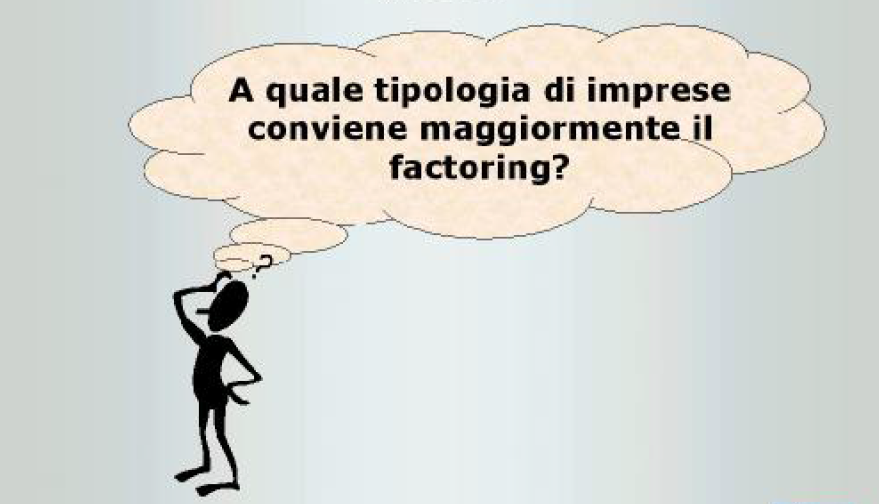 A quale tipologia di imprese
conviene maggiormente il
factoring?
?